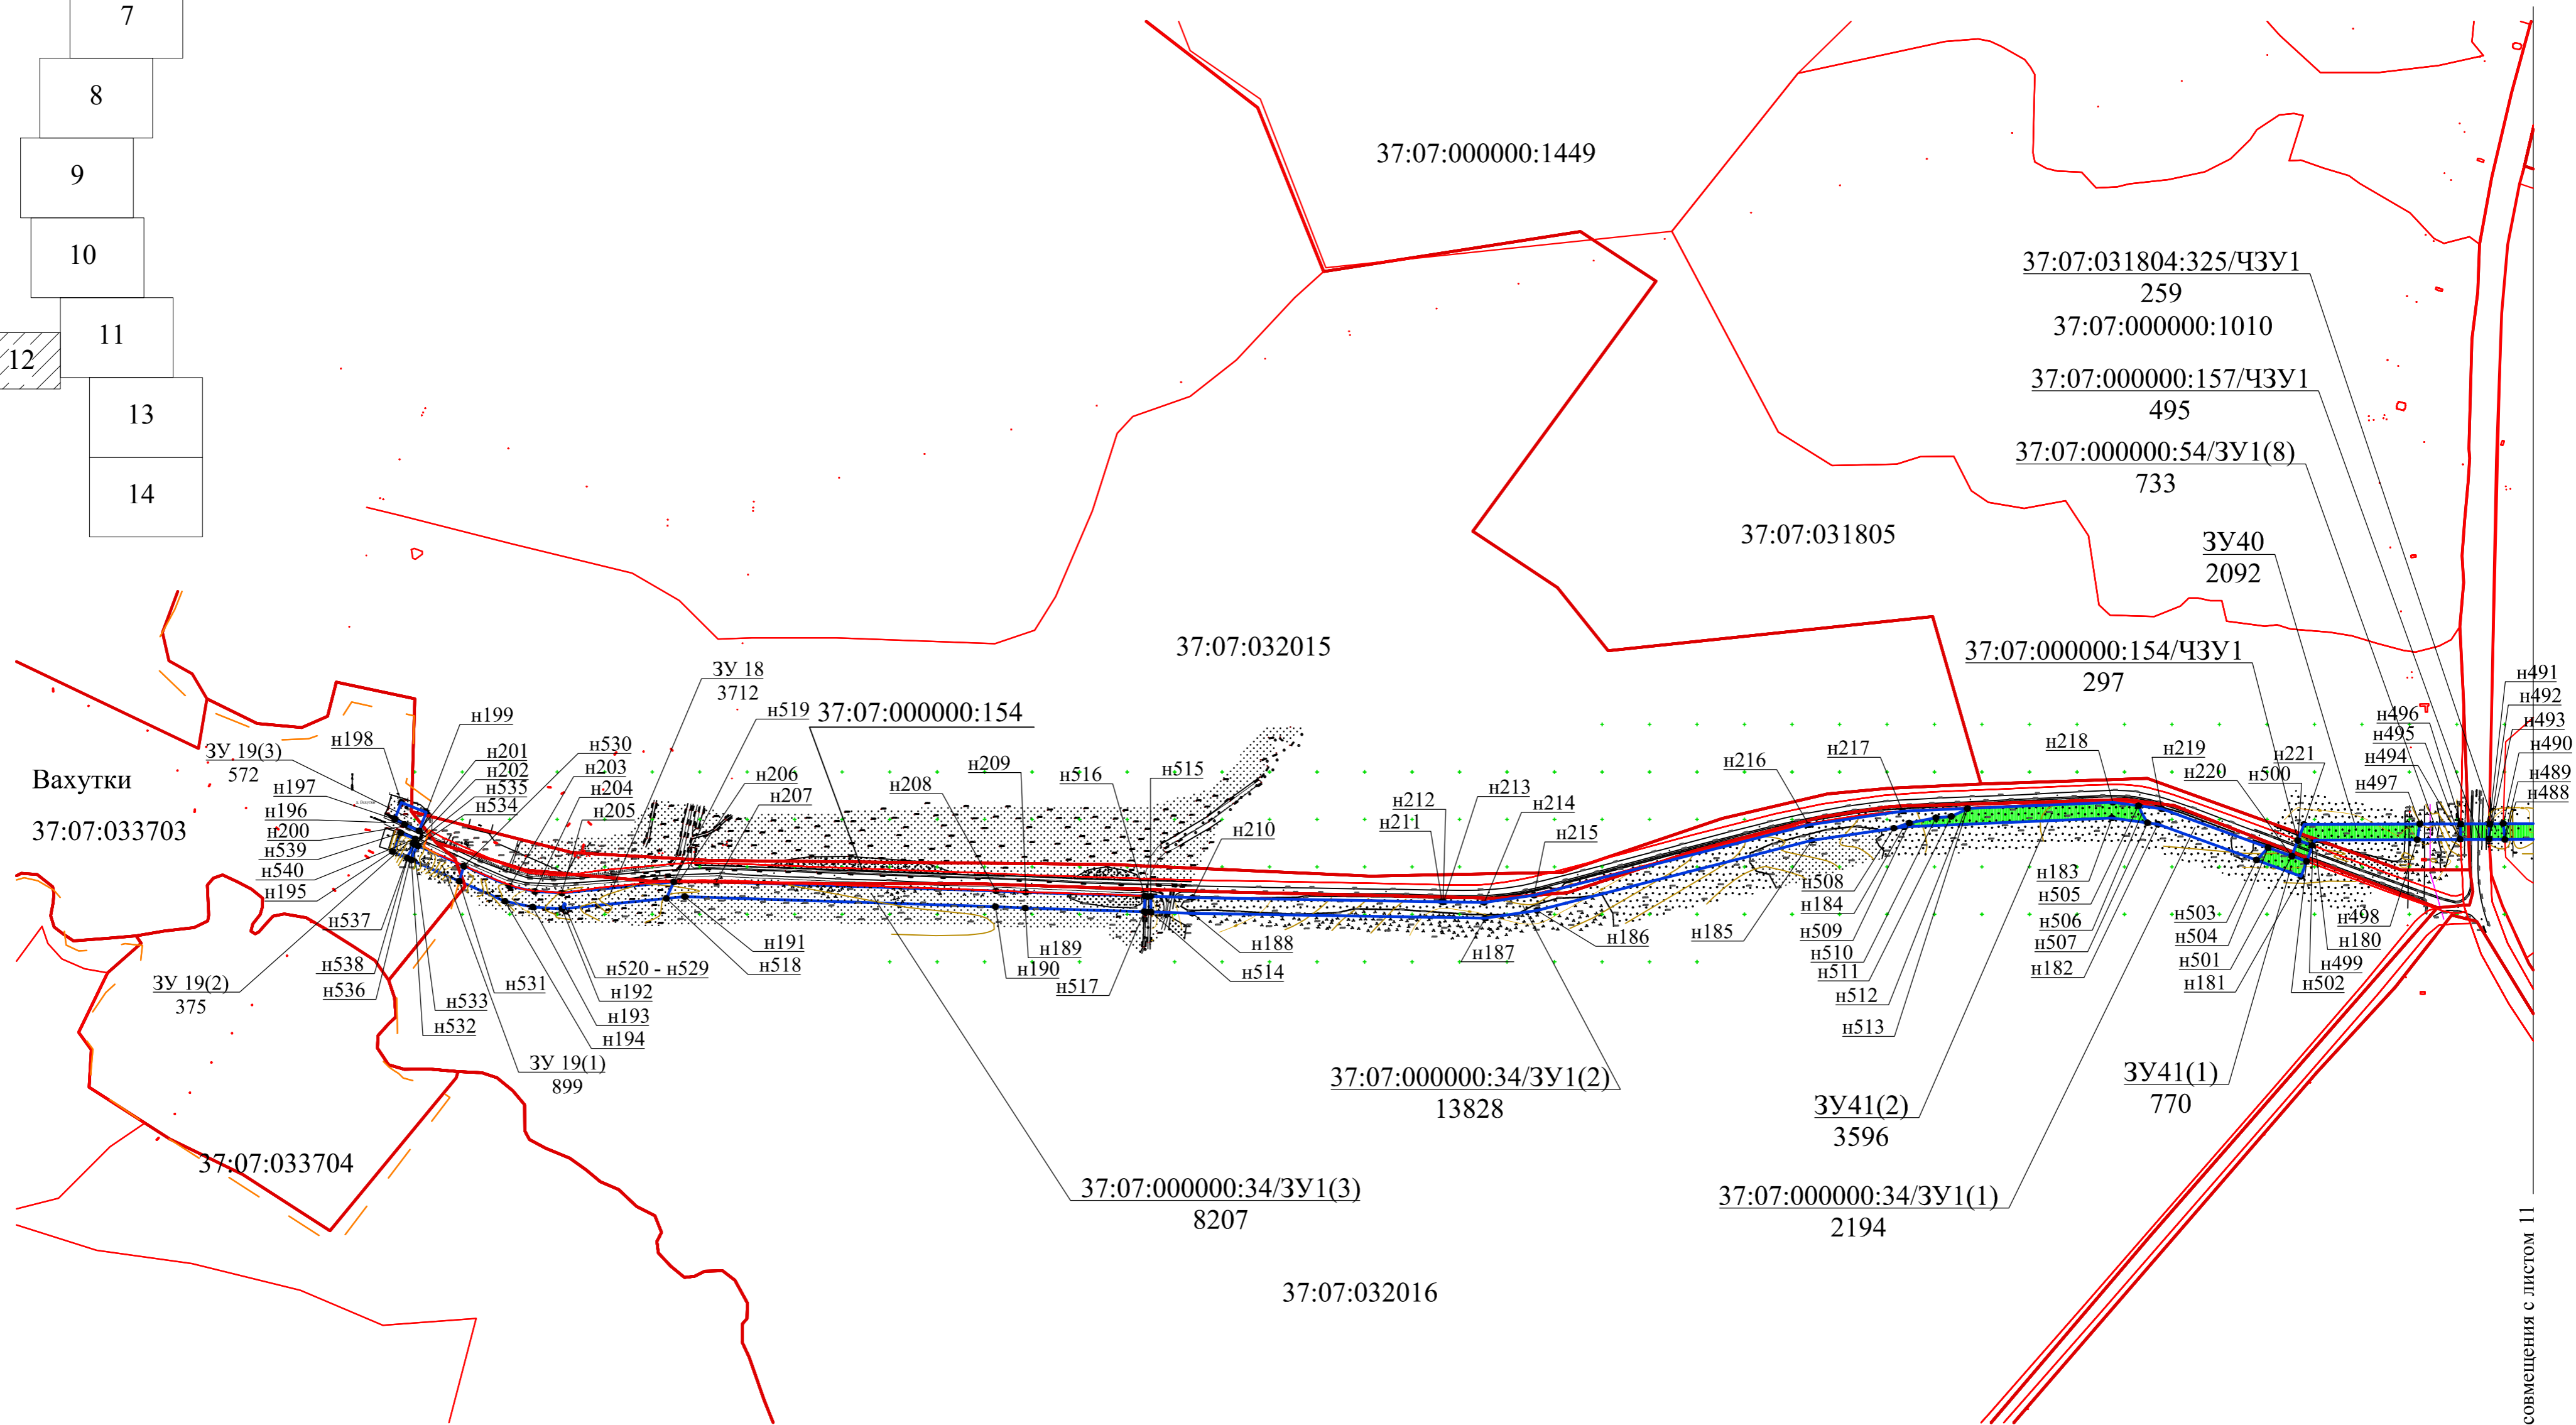 7
8
9
10
11
12
13
14
37:07:000000:1449
37:07:031804:325/ЧЗУ1
259
37:07:000000:1010
37:07:000000:157/ЧЗУ1
495
37:07:000000:54/ЗУ1(8)
733
37:07:031805
ЗУ40
2092
37:07:032015
37:07:000000:154/ЧЗУ1
297
ЗУ 18
3712
37:07:000000:154
Вахутки
37:07:033703
ЗУ 19(3)
572
н198
н199
н197
н196
н200
н539
н540
н195
н201
н202
н535
н534
н530
н203
н204
н205
н519
н206
н207
н208
н209
н516
н515
н210
н212
н211
н213
н214
н215
н216
н217
н218
н219
н220
н500
н221
н496
н495
н494
н497
н491
н492
н493
н490
н489
н488
н537
н538
н536
ЗУ 19(2)
375
н533
н532
н531
ЗУ 19(1)
899
н520 - н529
н192
н193
н194
н191
н518
н189
н190
н517
н188
н514
н187
н186
н185
н508
н184
н509
н510
н511
н512
н513
н183
н505
н506
н507
н182
н503
н504
н501
н181
н498
н180
н499
н502
37:07:000000:34/ЗУ1(2)
13828
ЗУ41(2)
3596
ЗУ41(1)
770
37:07:033704
37:07:000000:34/ЗУ1(3)
8207
37:07:000000:34/ЗУ1(1)
2194
37:07:032016
совмещения с листом 11